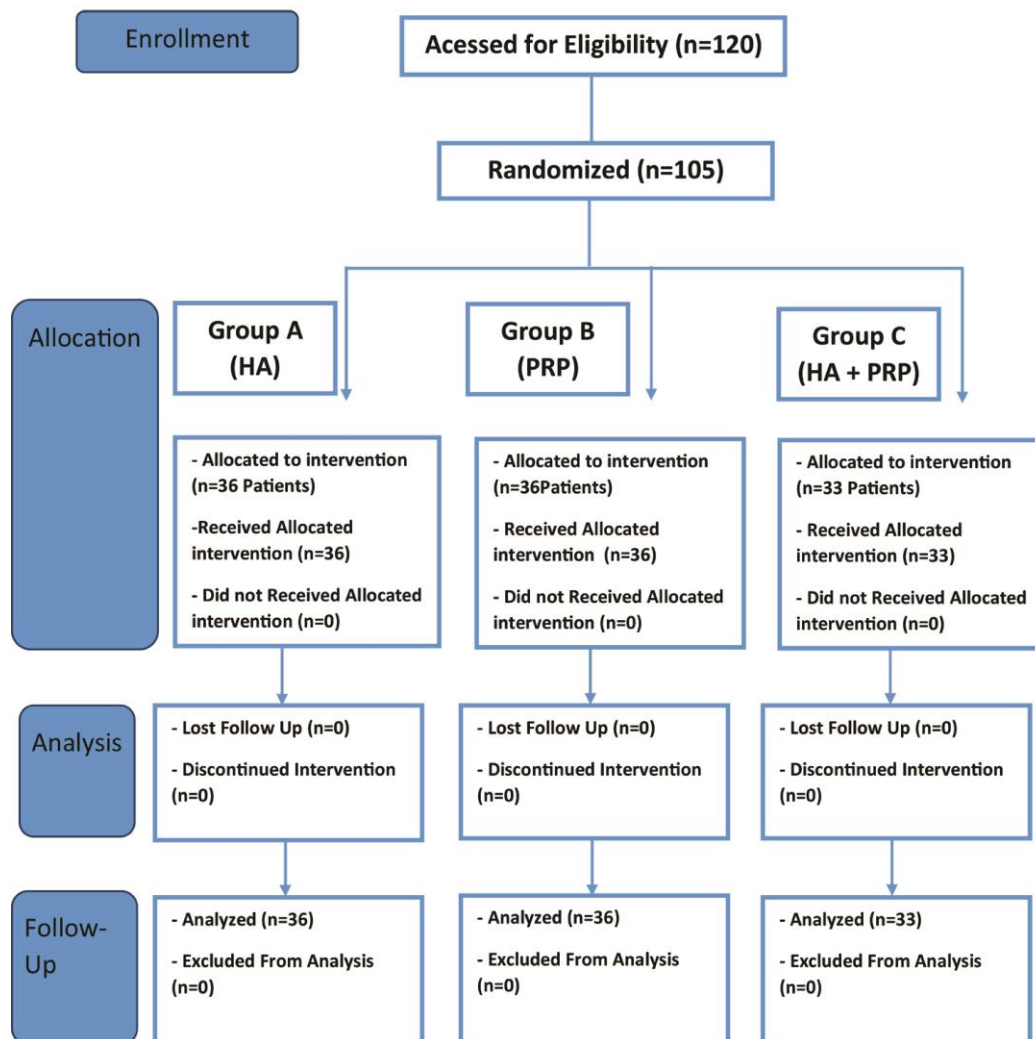 Enrollment
Acessed for Eligibility (n=120)
Randomized (n=105)
Allocation
Group A
(HA)
Group B
(PRP)
Group C
(HA + PRP)
- Allocated to intervention
(n=36 Patients)
-Received Allocated
intervention (n=36)
- Did not Received Allocated
intervention (n=0)
- Allocated to intervention
(n=36Patients)
- Received Allocated
intervention  (n=36)
- Did not Received Allocated
intervention (n=0)
- Allocated to intervention
(n=33 Patients)
- Received Allocated
intervention (n=33)
- Did not Received Allocated
intervention (n=0)
Analysis
- Lost Follow Up (n=0)
- Discontinued Intervention
(n=0)
- Lost Follow Up (n=0)
- Discontinued Intervention
(n=0)
- Lost Follow Up (n=0)
- Discontinued Intervention
(n=0)
Follow-
Up
- Analyzed (n=36)
- Excluded From Analysis
(n=0)
- Analyzed (n=36)
- Excluded From Analysis
(n=0)
- Analyzed (n=33)
- Excluded From Analysis
(n=0)